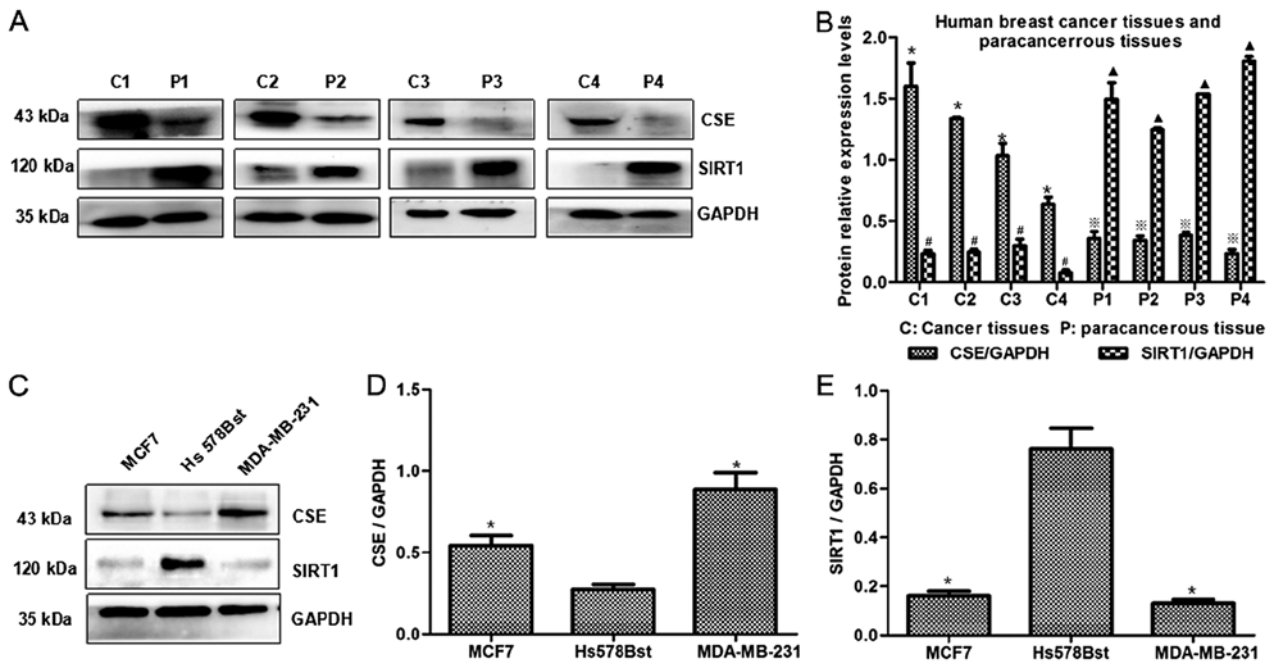 A
C1 P1 C2 P2 C3 P3 C4 P4
43 kDa CSE
120 kDa SIRT1
35 kDa GAPDH
B
Human breast cancer tissues and
paracancerrous tissues
Protein relative expression levels
2.0
1.5
1.0
0.5
0.0
* # * # * # * # ※ ▲ ※ ▲ ※ ▲ ※ ▲
C1 C2 C3 C4 P1 P2 P3 P4
C: Cancer tissues P: paracancerous tissue
CSE/GAPDH SIRT1/GAPDH
C
MCF7 Hs 578Bst MDA-MB-231
43 kDa CSE
120 kDa SIRT1
35 kDa GAPDH
D
CSE / GAPDH
1.5
1.0
0.5
0.0
* *
MCF7 Hs578Bst MDA-MB-231
E
SIRT1 / GAPDH
1.0
0.8
0.6
0.4
0.2
0.0
* *
MCF7 Hs578Bst MDA-MB-231